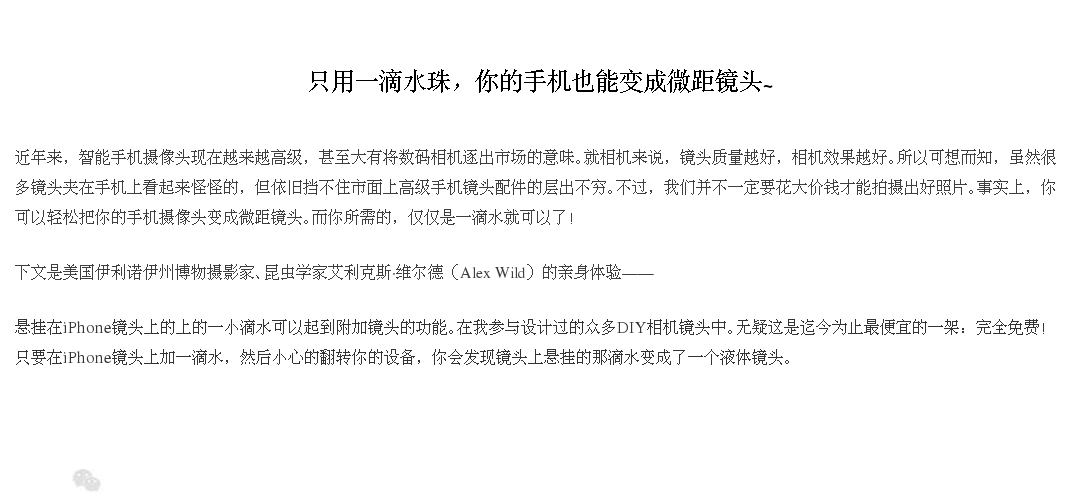 只用一滴水珠，你的手机也能变成微距镜头~
近年来，智能手机摄像头现在越来越高级，甚至大有将数码相机逐出市场的意味。就相机来说，镜头质量越好，相机效果越好。所以可想而知，虽然很
多镜头夹在手机上看起来怪怪的，但依旧挡不住市面上高级手机镜头配件的层出不穷。不过，我们并不一定要花大价钱才能拍摄出好照片。事实上，你
可以轻松把你的手机摄像头变成微距镜头。而你所需的，仅仅是一滴水就可以了！
下文是美国伊利诺伊州博物摄影家、昆虫学家艾利克斯·维尔德（Alex Wild）的亲身体验——
悬挂在iPhone镜头上的上的一小滴水可以起到附加镜头的功能。在我参与设计过的众多DIY相机镜头中。无疑这是迄今为止最便宜的一架：完全免费！
只要在iPhone镜头上加一滴水，然后小心的翻转你的设备，你会发现镜头上悬挂的那滴水变成了一个液体镜头。